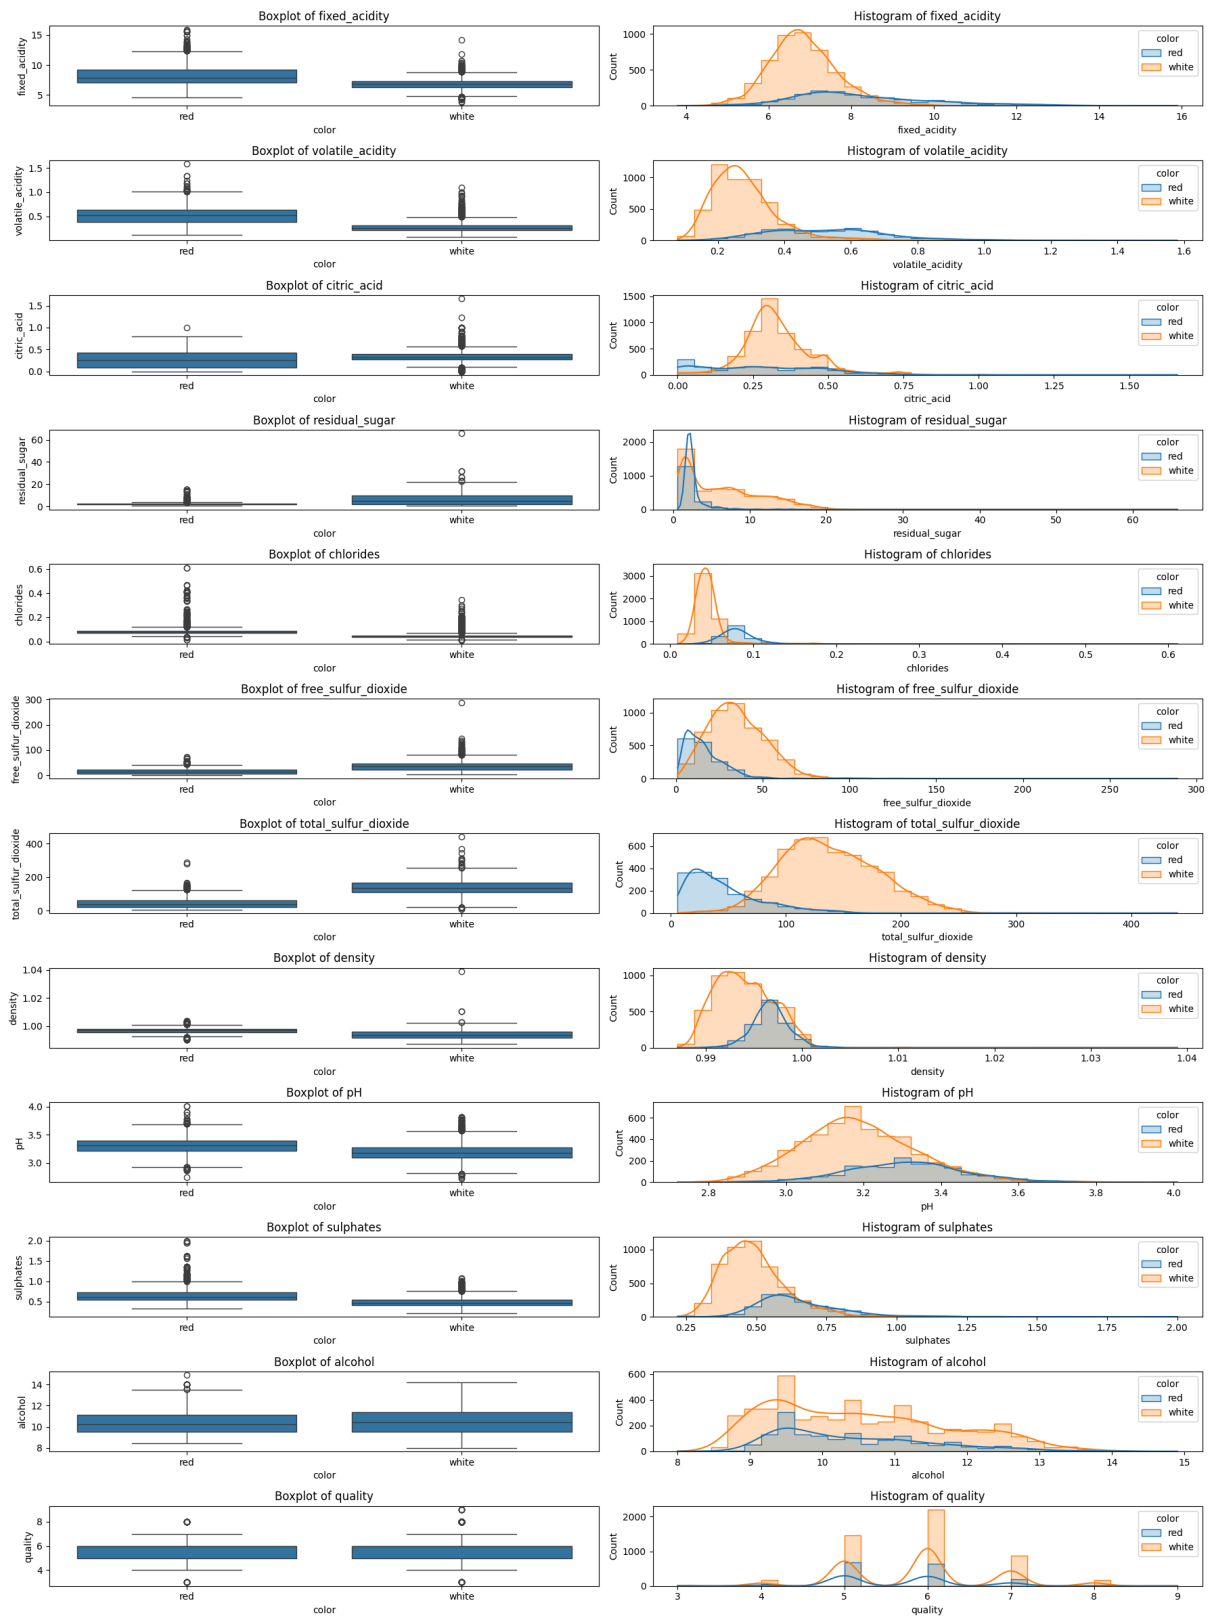 Boxplot of fixed_acidity
fixed_acidity
15
10
5
red
white
color
Histogram of fixed_acidity
Count
1000
500
0
4
6
8
10
12
14
16
fixed_acidity
color
red
white
Boxplot of volatile_acidity
volatile_acidity
1.5
1.0
0.5
red
white
color
Histogram of volatile_acidity
Count
1000
500
0
0.2
0.4
0.6
0.8
1.0
1.2
1.4
1.6
volatile_acidity
color
red
white
Boxplot of citric_acid
citric_acid
1.5
1.0
0.5
0.0
red
white
color
Histogram of citric_acid
Count
1500
1000
500
0
0.00
0.25
0.50
0.75
1.00
1.25
1.50
citric_acid
color
red
white
Boxplot of residual_sugar
residual_sugar
60
40
20
0
red
white
color
Histogram of residual_sugar
Count
2000
1000
0
0
10
20
30
40
50
60
residual_sugar
color
red
white
Boxplot of chlorides
chlorides
0.6
0.4
0.2
0.0
red
white
color
Histogram of chlorides
Count
3000
2000
1000
0
0.0
0.1
0.2
0.3
0.4
0.5
0.6
chlorides
color
red
white
Boxplot of free_sulfur_dioxide
free_sulfur_dioxide
300
200
100
0
red
white
color
Histogram of free_sulfur_dioxide
Count
1000
500
0
0
50
100
150
200
250
300
free_sulfur_dioxide
color
red
white
Boxplot of total_sulfur_dioxide
total_sulfur_dioxide
400
200
0
red
white
color
Histogram of total_sulfur_dioxide
Count
600
400
200
0
0
100
200
300
400
total_sulfur_dioxide
color
red
white
Boxplot of density
density
1.04
1.02
1.00
red
white
color
Histogram of density
Count
1000
500
0
0.99
1.00
1.01
1.02
1.03
1.04
density
color
red
white
Boxplot of pH
pH
4.0
3.5
3.0
red
white
color
Histogram of pH
Count
600
400
200
0
2.8
3.0
3.2
3.4
3.6
3.8
4.0
pH
color
red
white
Boxplot of sulphates
sulphates
2.0
1.5
1.0
0.5
red
white
color
Histogram of sulphates
Count
1000
500
0
0.25
0.50
0.75
1.00
1.25
1.50
1.75
2.00
sulphates
color
red
white
Boxplot of alcohol
alcohol
14
12
10
8
red
white
color
Histogram of alcohol
Count
600
400
200
0
8
9
10
11
12
13
14
15
alcohol
color
red
white
Boxplot of quality
quality
8
6
4
red
white
color
Histogram of quality
Count
2000
1000
0
3
4
5
6
7
8
9
quality
color
red
white